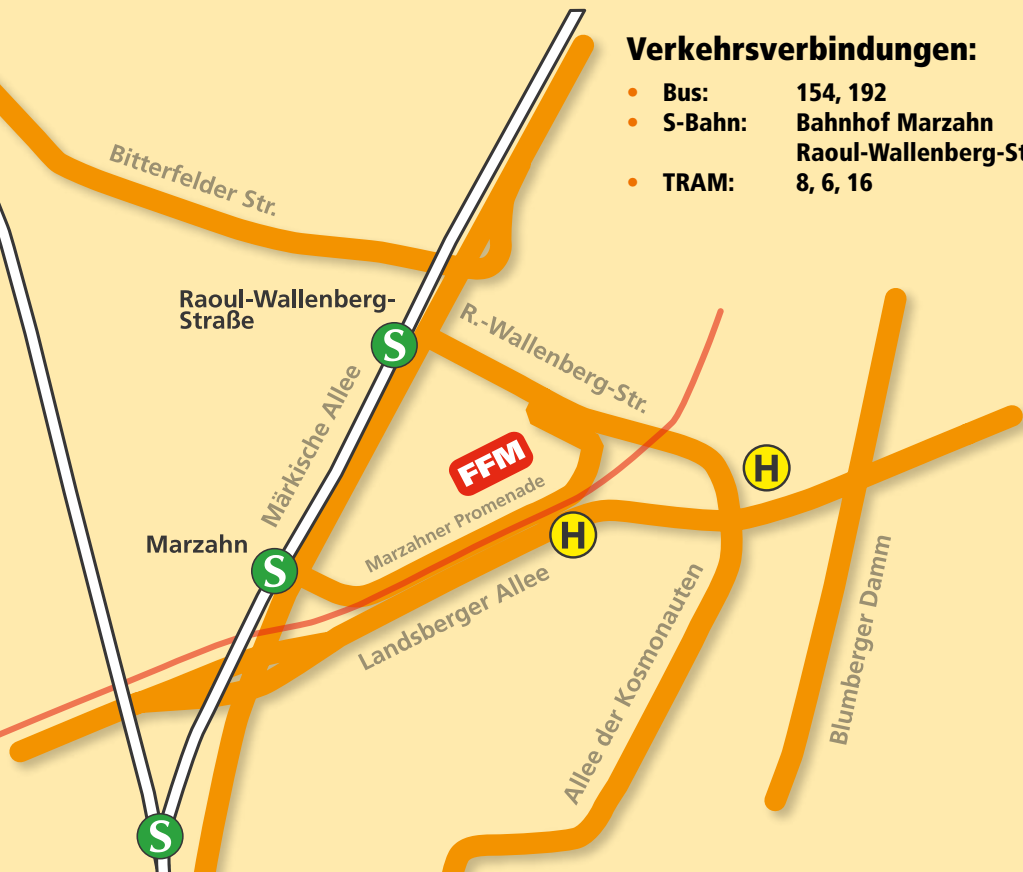 Verkehrsverbindungen:
• Bus: 154, 192
• S-Bahn: Bahnhof Marzahn
Raoul-Wallenberg-St
• TRAM: 8, 6, 16
Bitterfelder Str.
Raoul-Wallenberg-
Straße
S
R.-Wallenberg-Str.
Märkische Allee
FFM
H
Marzahner Promenade
H
Marzahn
S
Landsberger Allee
Allee der Kosmonauten
Blumberger Damm
S